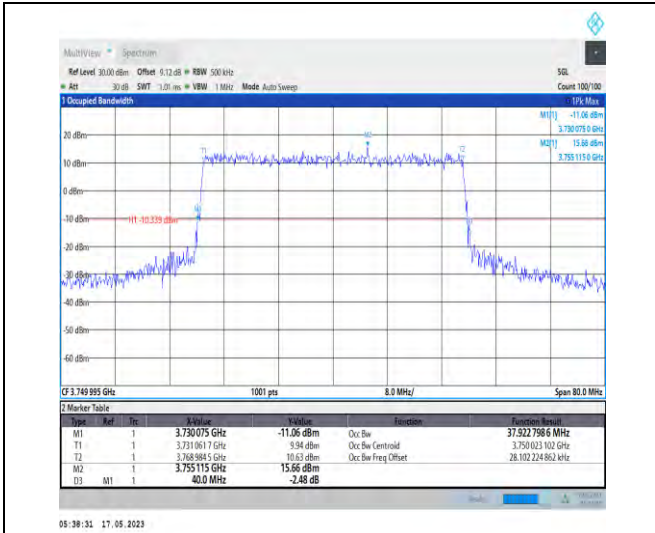 MultiView Spectrum
Ref Level 30.00 dBm Offset 9.12 dB RBW 500 kHz SGL
Att 30 dB SWT 1.01 ms VBW 1 MHz Mode Auto Sweep Count 100/100
1 Occupied Bandwidth 1Pk Max
M1[1] -11.06 dBm
3.730 075 0 GHz
20 dBm M2 M2[1] 15.66 dBm
T1 T2 3.755 115 0 GHz
10 dBm
0 dBm
M1
-10 dBm H1 -10.339 dBm
-20 dBm
-30 dBm
-40 dBm
-50 dBm
-60 dBm
CF 3.749 995 GHz 1001 pts 8.0 MHz/ Span 80.0 MHz
2 Marker Table
Type Ref Trc X-Value Y-Value Function Function Result
M1 1 3.730 075 GHz -11.06 dBm Occ Bw 37.922 798 6 MHz
T1 1 3.731 061 7 GHz 9.94 dBm Occ Bw Centroid 3.750 023 102 GHz
T2 1 3.768 984 5 GHz 10.63 dBm Occ Bw Freq Offset 28.102 224 862 kHz
M2 1 3.755 115 GHz 15.66 dBm
D3 M1 1 40.0 MHz -2.48 dB
05:38:31 17.05.2023